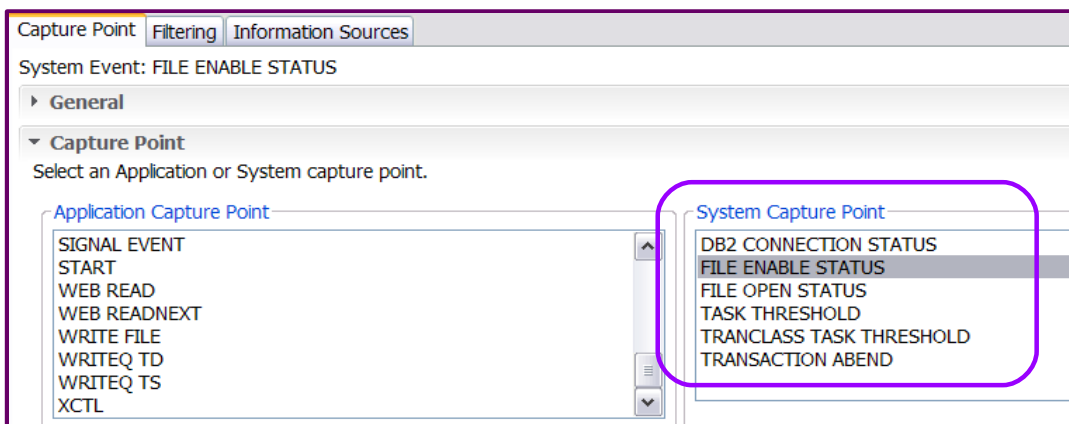 Capture Point Filtering Information Sources
System Event: FILE ENABLE STATUS
General
Capture Point
Select an Application or System capture point.
Application Capture Point
SIGNAL EVENT
START
WEB READ
WEB READNEXT
WRITE FILE
WRITEQ TD
WRITEQ TS
XCTL
System Capture Point
DB2 CONNECTION STATUS
FILE ENABLE STATUS
FILE OPEN STATUS
TASK THRESHOLD
TRANCLASS TASK THRESHOLD
TRANSACTION ABEND